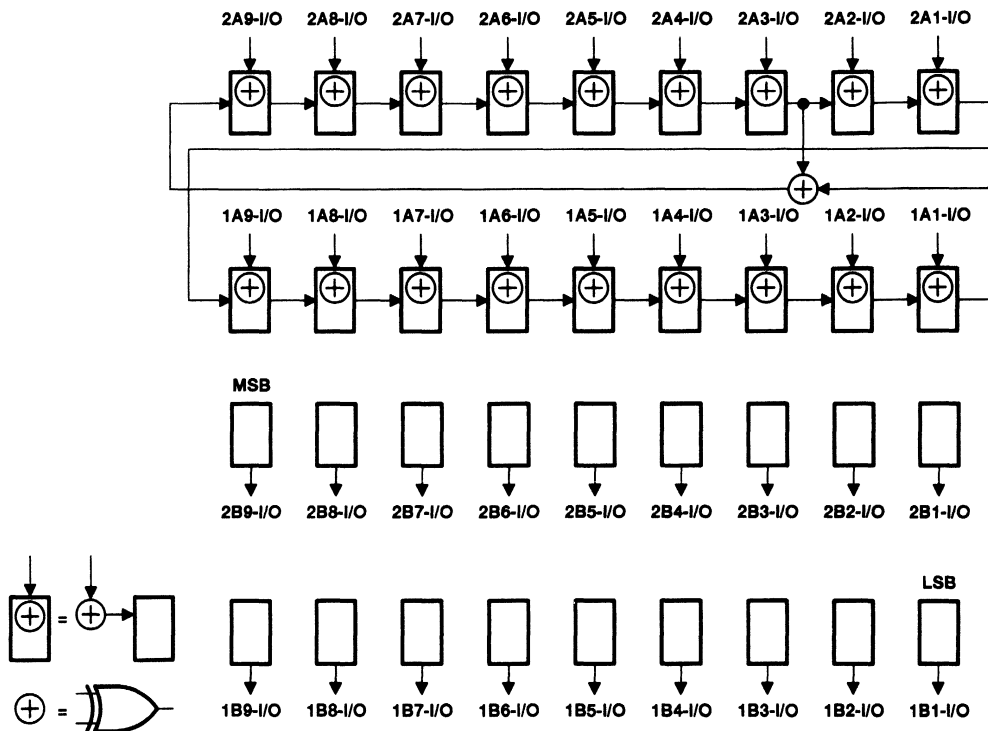 2A9-I/O 2A8-I/O 2A7-I/O 2A6-I/O 2A5-I/O 2A4-I/O 2A3-I/O 2A2-I/O 2A1-I/O
1A9-I/O 1A8-I/O 1A7-I/O 1A6-I/O 1A5-I/O 1A4-I/O 1A3-I/O 1A2-I/O 1A1-I/O
MSB
2B9-I/O 2B8-I/O 2B7-I/O 2B6-I/O 2B5-I/O 2B4-I/O 2B3-I/O 2B2-I/O 2B1-I/O
LSB
=
=
1B9-I/O 1B8-I/O 1B7-I/O 1B6-I/O 1B5-I/O 1B4-I/O 1B3-I/O 1B2-I/O 1B1-I/O